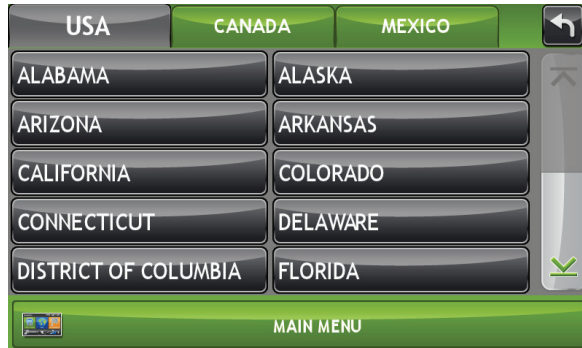 USA CANADA MEXICO
ALABAMA ALASKA
ARIZONA ARKANSAS
CALIFORNIA COLORADO
CONNECTICUT DELAWARE
DISTRICT OF COLUMBIA FLORIDA
MAIN MENU